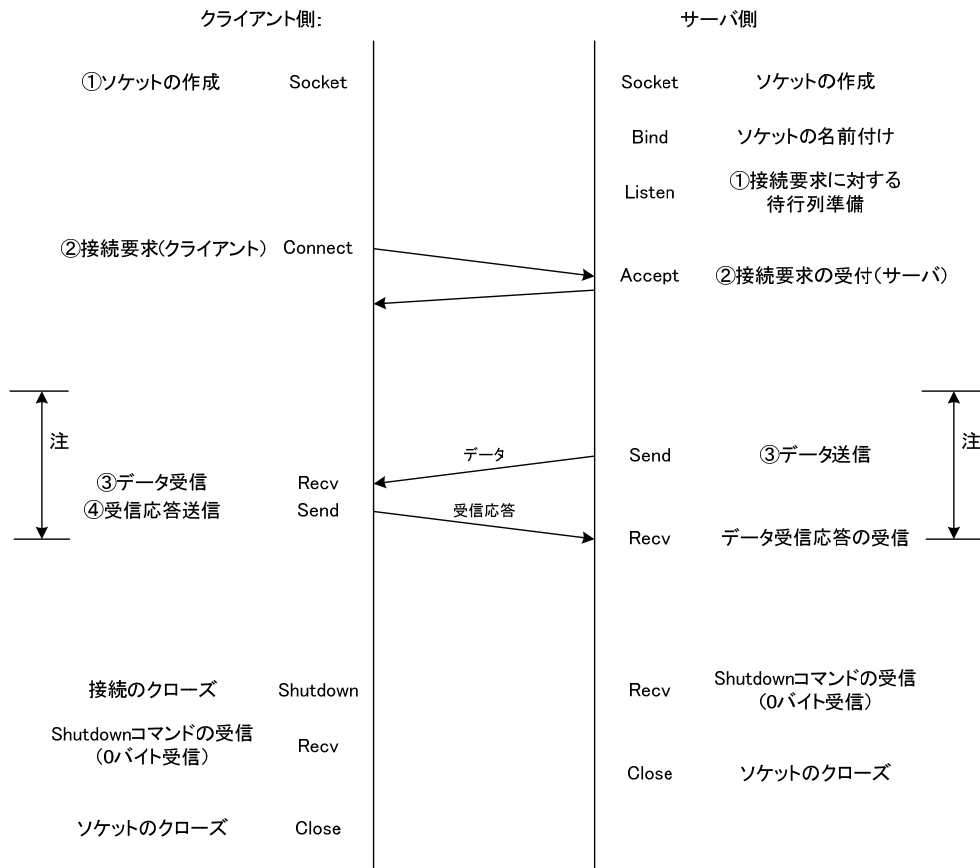 クライアント側:
サーバ側
①ソケットの作成 Socket
Socket ソケットの作成
Bind ソケットの名前付け
Listen ①接続要求に対する
待行列準備
②接続要求(クライアント) Connect
Accept ②接続要求の受付(サーバ)
注
注
データ
Send ③データ送信
③データ受信 Recv
④受信応答送信 Send
受信応答
Recv データ受信応答の受信
接続のクローズ Shutdown
Recv Shutdownコマンドの受信
(0バイト受信)
Shutdownコマンドの受信
(0バイト受信) Recv
Close ソケットのクローズ
ソケットのクローズ Close